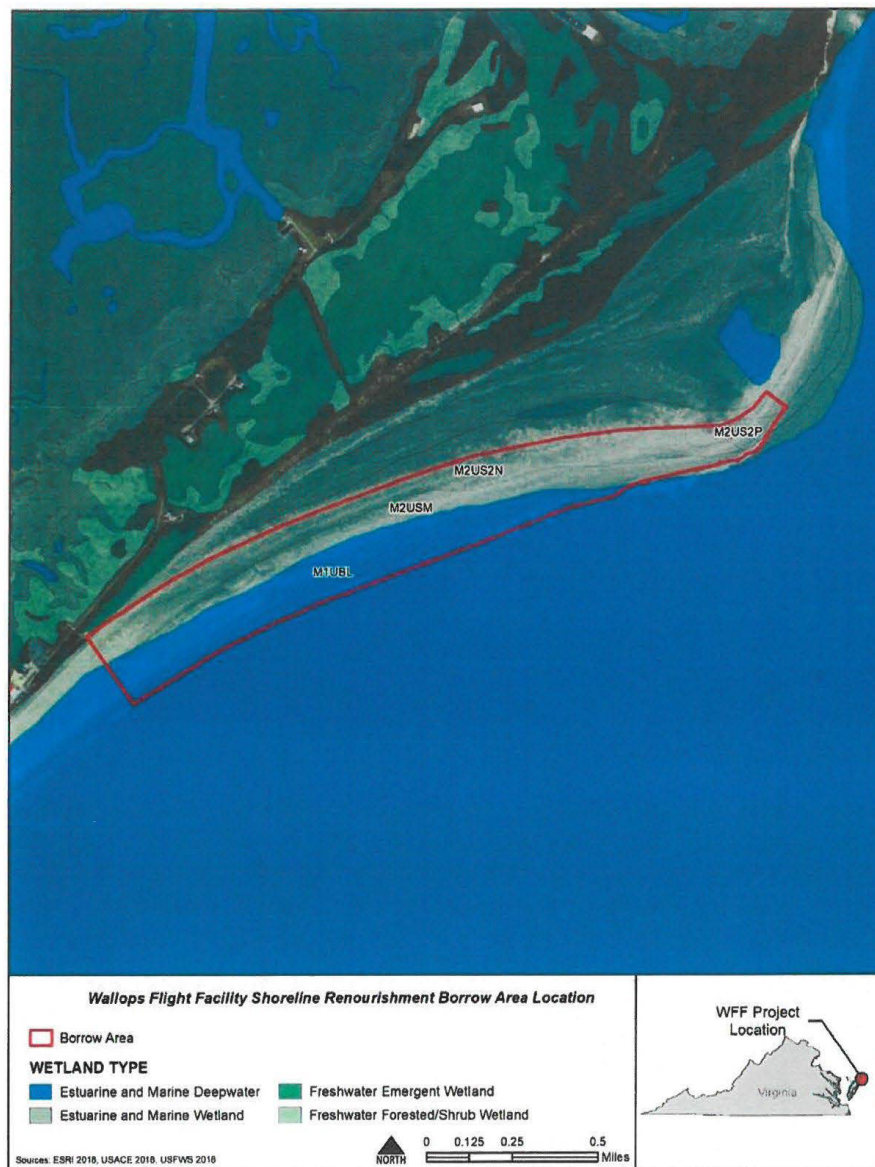 M2US2P
M2US2N
M2USM
M1UBL
Wallops Flight Facility Shoreline Renourishment Borrow Area Location
Borrow Area
WETLAND TYPE
Estuarine and Marine Deepwater
Estuarine and Marine Wetland
Freshwater Emergent Wetland
Freshwater Forested/Shrub Wetland
Sources: ESRI 2018, USACE 2018, USFWS 2016
NORTH
0 0.125 0.25 0.5
Miles
WFF Project
Location
Virginia